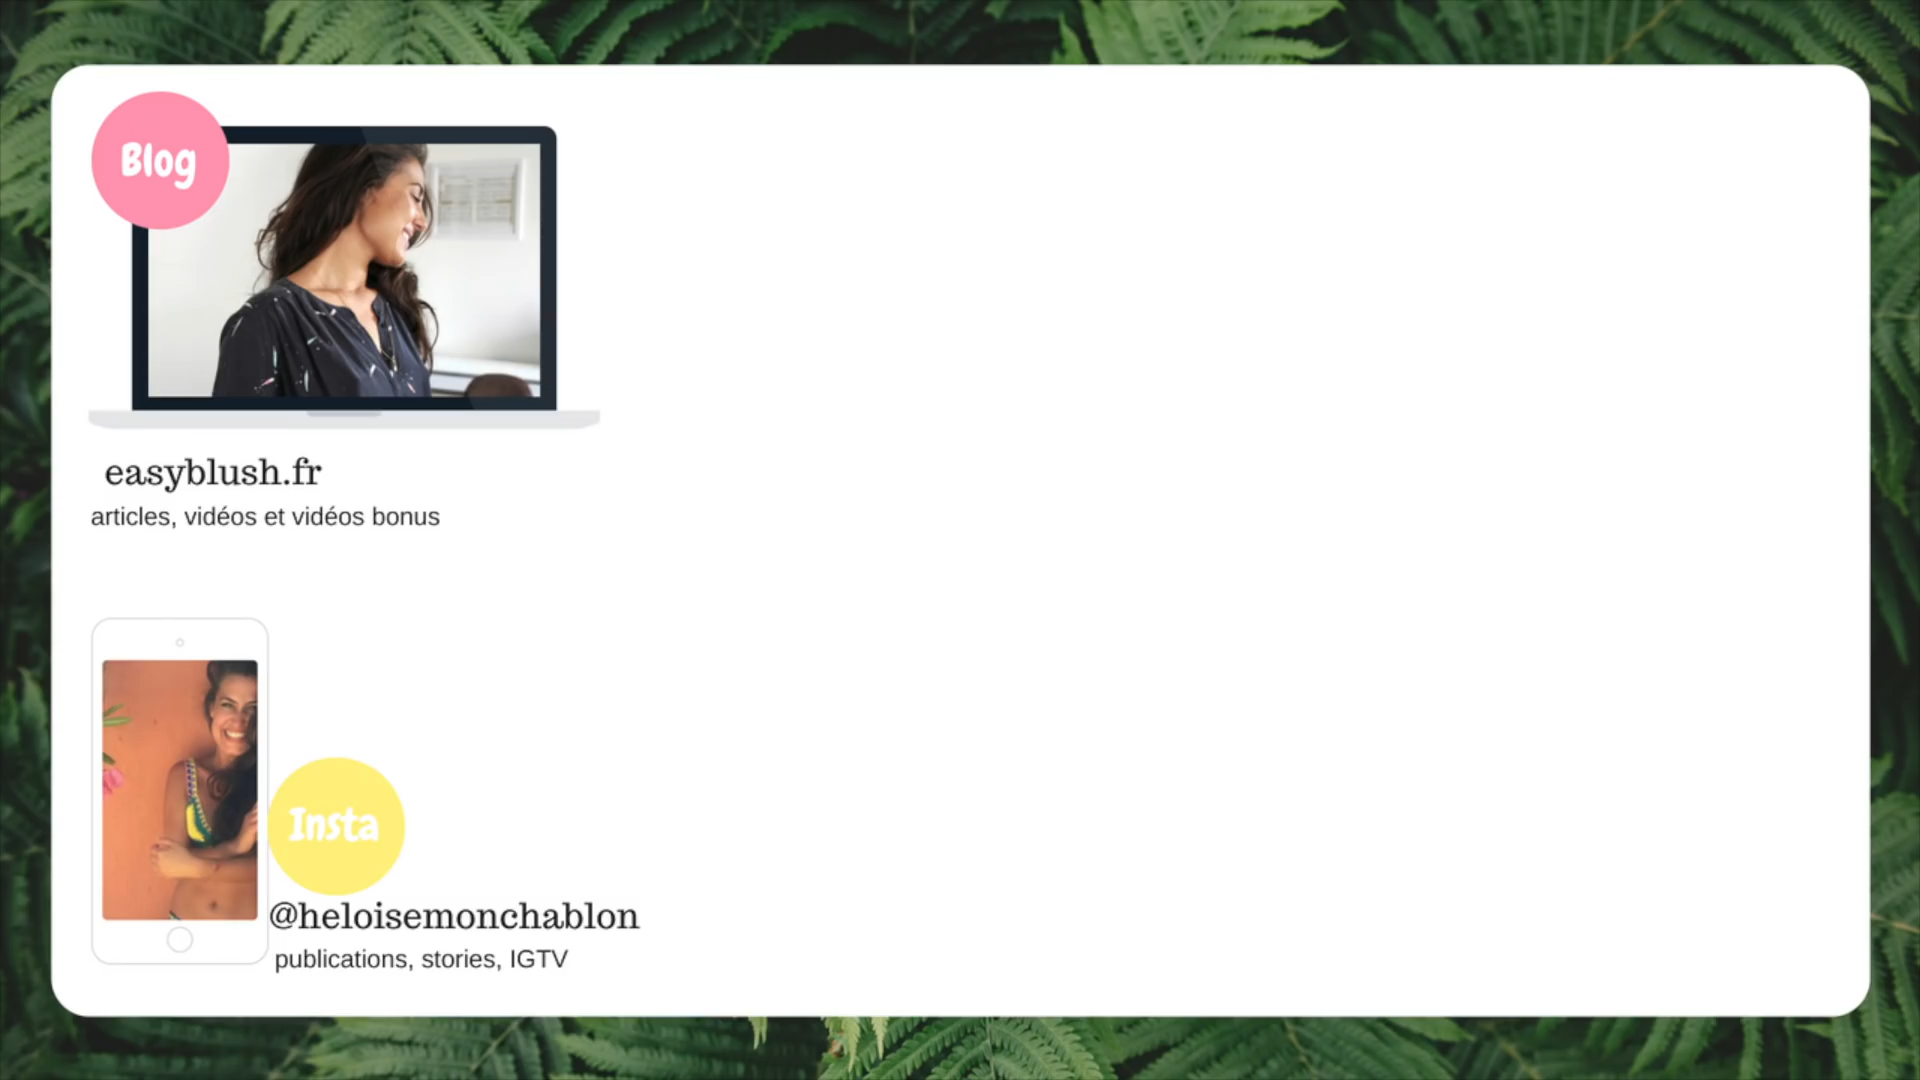 Blog
easyblush.fr
articles, vidéos et vidéos bonus
Insta
@heloisemonchablon
publications, stories, IGTV